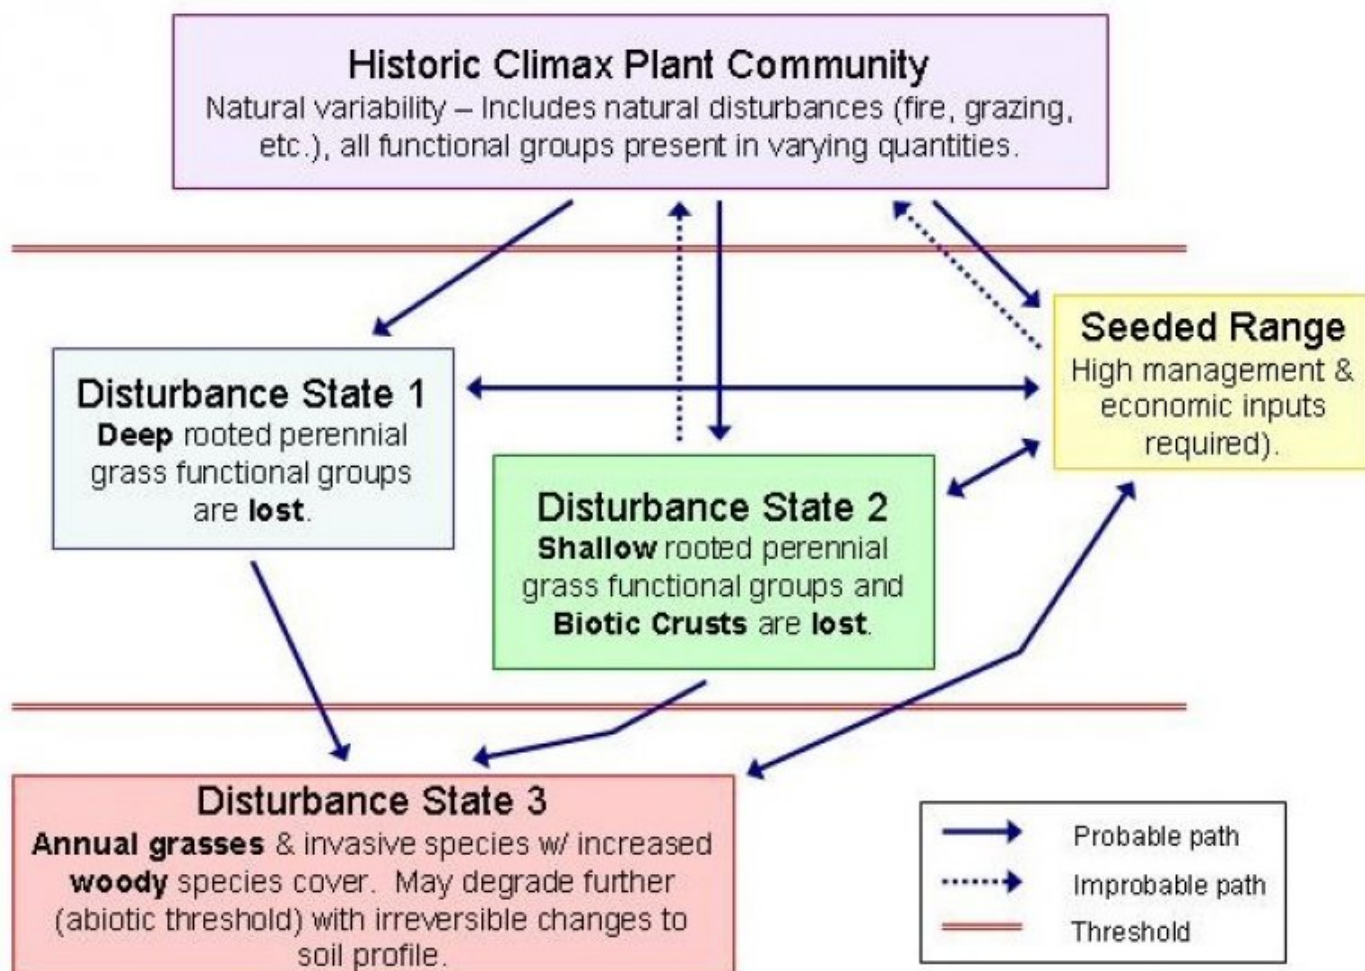 Historic Climax Plant Community
Natural variability – Includes natural disturbances (fire, grazing,
etc.), all functional groups present in varying quantities.
Seeded Range
High management &
economic inputs
required).
Disturbance State 1
Deep rooted perennial
grass functional groups
are lost.
Disturbance State 2
Shallow rooted perennial
grass functional groups and
Biotic Crusts are lost.
Disturbance State 3
Annual grasses & invasive species w/ increased
woody species cover. May degrade further
(abiotic threshold) with irreversible changes to
soil profile.
Probable path
Improbable path
Threshold